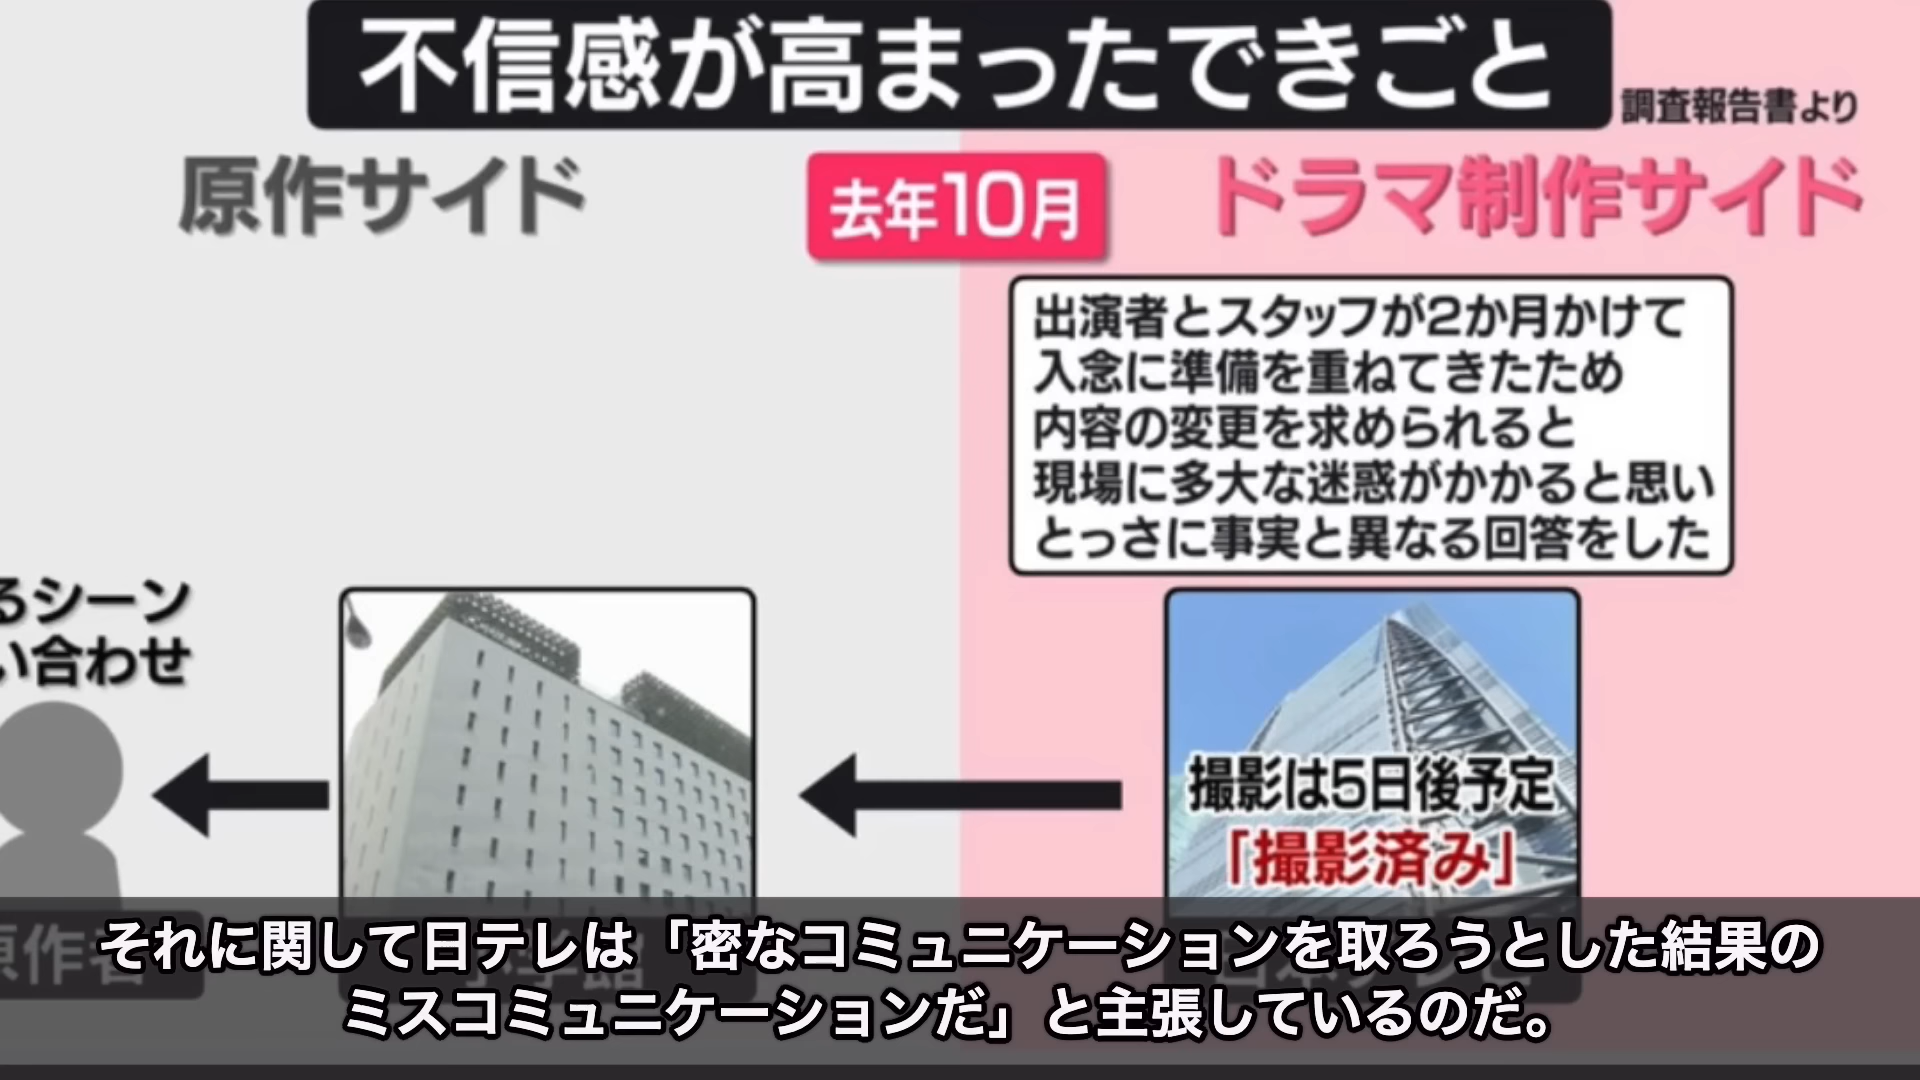 不信感が高まったできごと
調査報告書より
原作サイド
去年10月
ドラマ制作サイド
出演者とスタッフが2か月かけて
入念に準備を重ねてきたため
内容の変更を求められると
現場に多大な迷惑がかかると思い
とっさに事実と異なる回答をした
るシーン
い合わせ
撮影は5日後予定
「撮影済み」
原作者
それに関して日テレは「密なコミュニケーションを取ろうとした結果の
ミスコミュニケーションだ」と主張しているのだ。